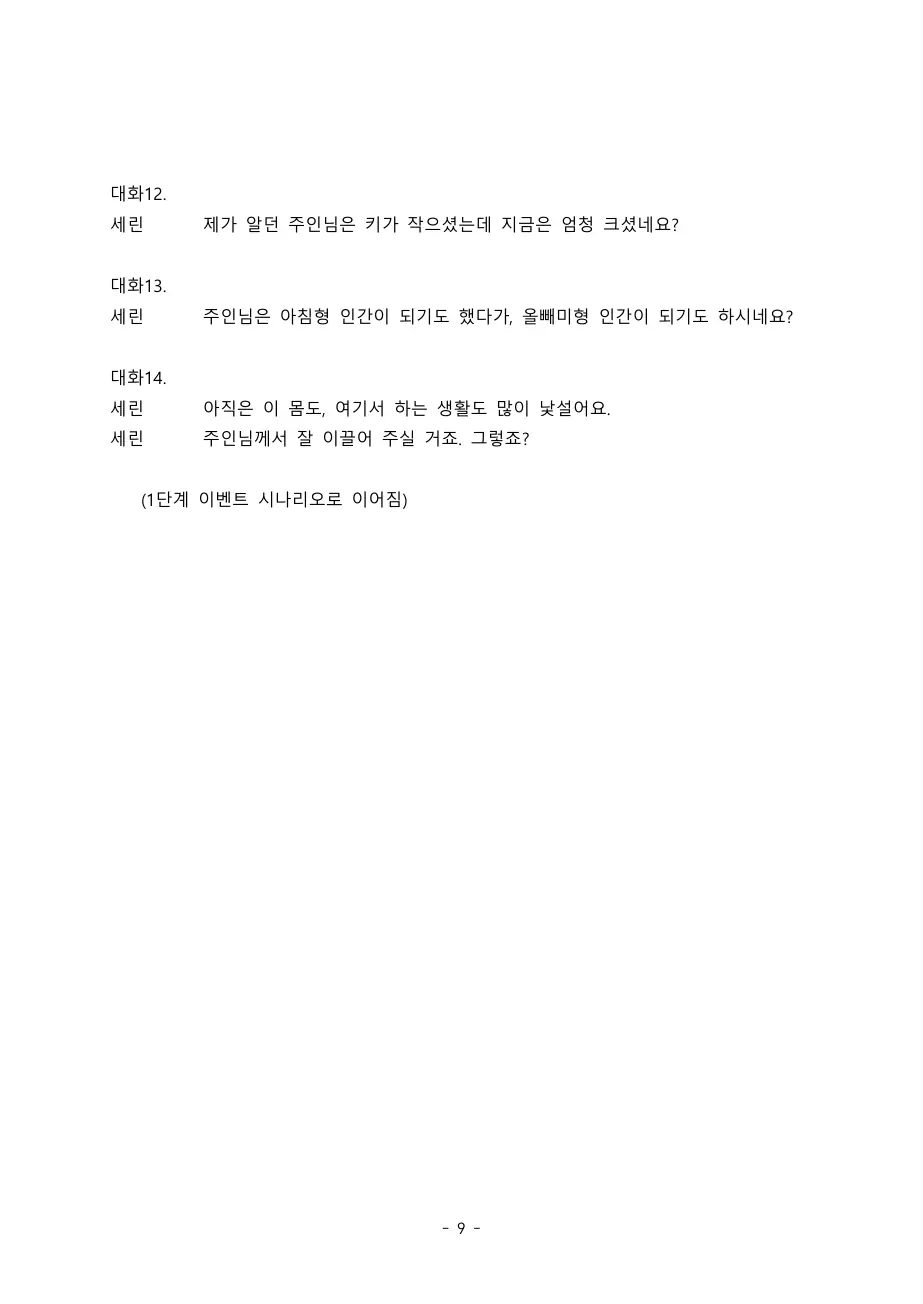 대화12.
세린 제가 알던 주인님은 키가 작으셨는데 지금은 엄청 크셨네요?
대화13.
세린 주인님은 아침형 인간이 되기도 했다가, 올빼미형 인간이 되기도 하시네요?
대화14.
세린 아직은 이 몸도, 여기서 하는 생활도 많이 낯설어요.
세린 주인님께서 잘 이끌어 주실 거죠. 그렇죠?
(1단계 이벤트 시나리오로 이어짐)
- 9 -